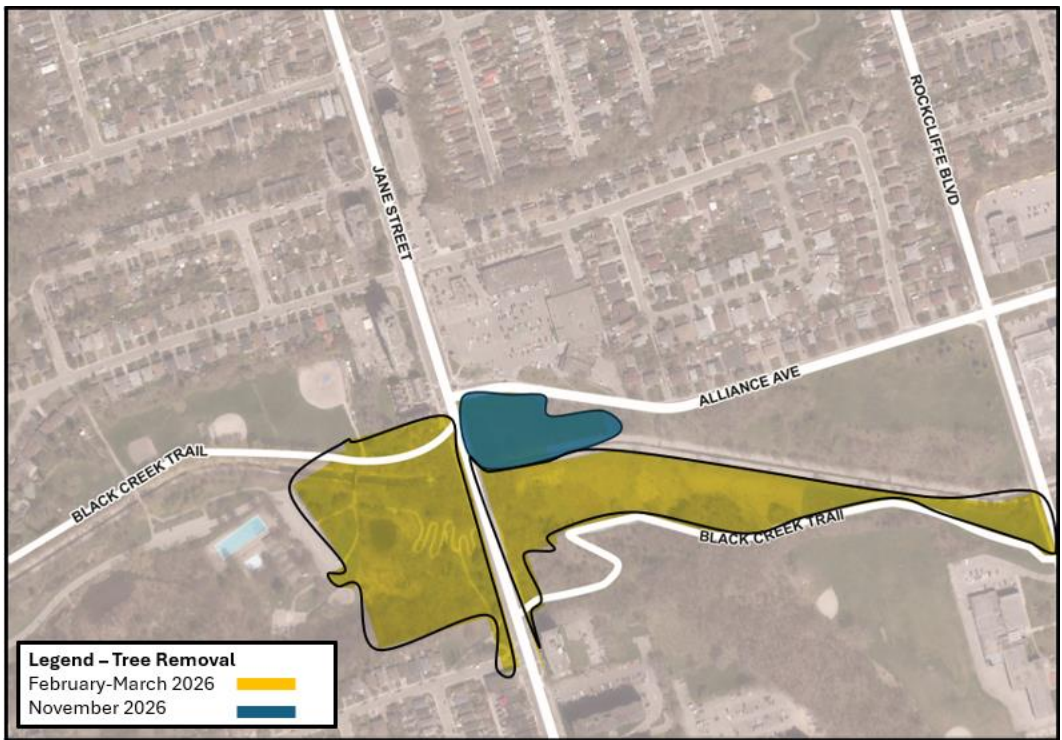 ROCKCLIFFE BLVD
JANE STREET
ALLIANCE AVE
BLACK CREEK TRAIL
BLACK CREEK TRAIL
Legend – Tree Removal
February-March 2026
November 2026